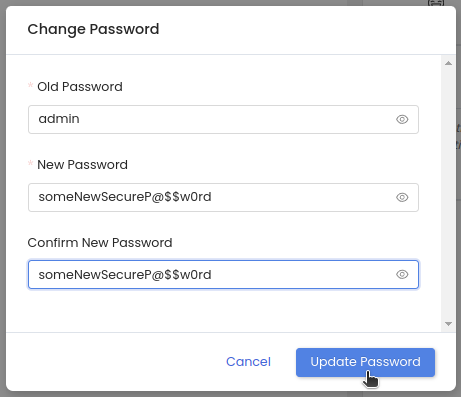 Change Password
* Old Password
admin
* New Password
someNewSecureP@$$w0rd
Confirm New Password
someNewSecureP@$$w0rd
Cancel
Update Password